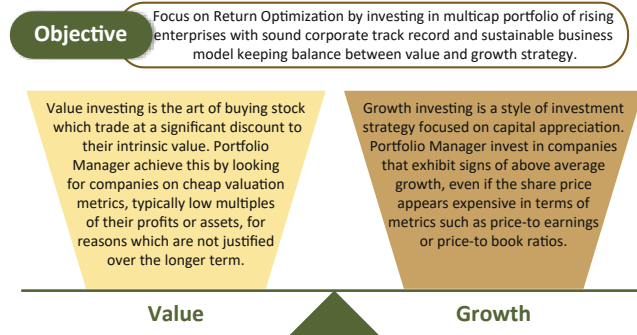 Objective
Focus on Return Optimization by investing in multicap portfolio of rising
enterprises with sound corporate track record and sustainable business
model keeping balance between value and growth strategy.
Value investing is the art of buying stock
which trade at a significant discount to
their intrinsic value. Portfolio
Manager achieve this by looking
for companies on cheap valuation
metrics, typically low multiples
of their profits or assets, for
reasons which are not justified
over the longer term.
Growth investing is a style of investment
strategy focused on capital appreciation.
Portfolio Manager invest in companies
that exhibit signs of above average
growth, even if the share price
appears expensive in terms of
metrics such as price-to earnings
or price-to book ratios.
Value
Growth